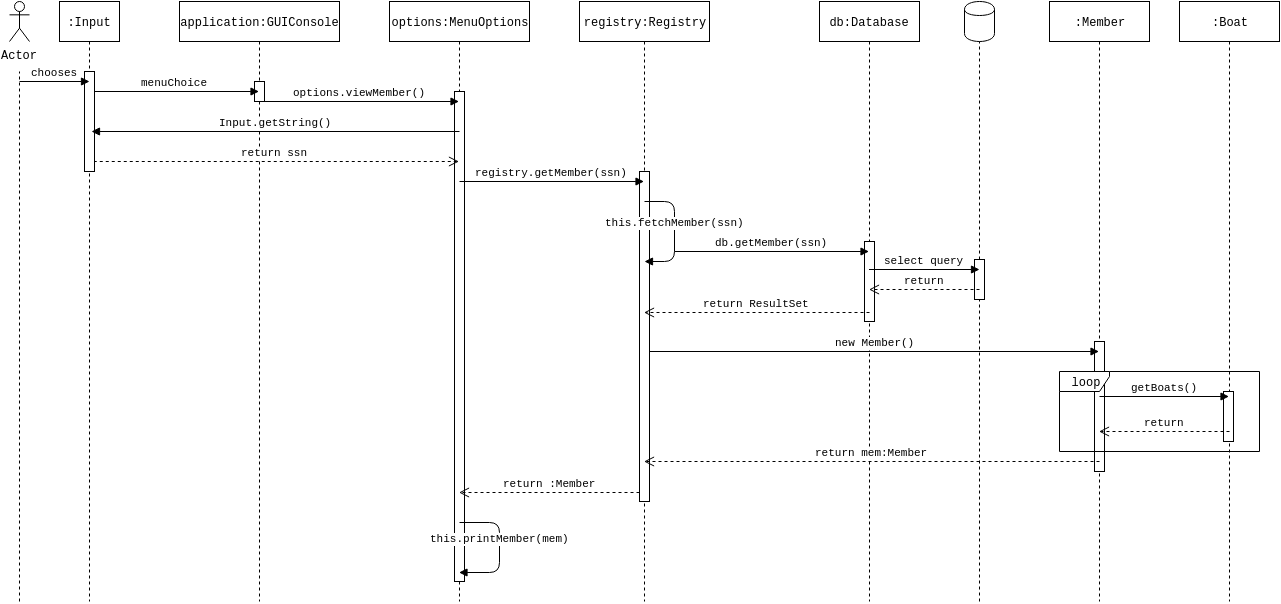 :Input
application:GUIConsole
options:MenuOptions
registry:Registry
db:Database
:Member
:Boat
Actor
chooses
menuChoice
options.viewMember()
Input.getString()
return ssn
registry.getMember(ssn)
this.fetchMember(ssn)
db.getMember(ssn)
select query
return
return ResultSet
new Member()
loop
getBoats()
return
return mem:Member
return :Member
this.printMember(mem)